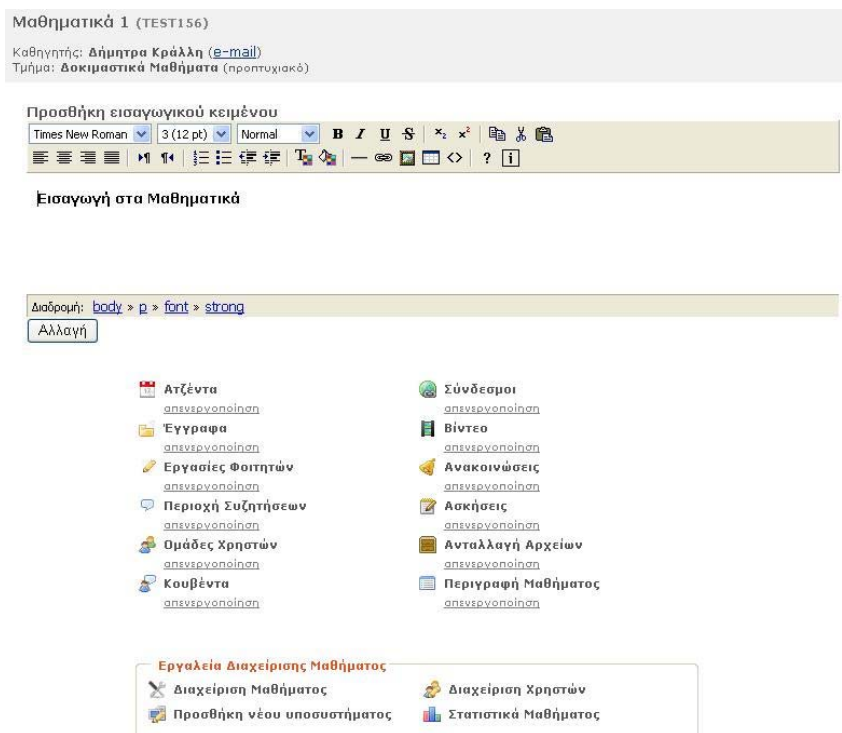 Μαθηματικά 1 (TEST156)
Καθηγητής: Δήμητρα Κράλλη (e-mail)
Τμήμα: Δοκιμαστικά Μαθήματα (προπτυχιακό)
Προσθήκη εισαγωγικού κειμένου
Times New Roman 3 (12 pt) Normal B I U S x₂ x²
? i
Εισαγωγή στα Μαθηματικά
Διαδρομή: body » p » font » strong
Αλλαγή
Ατζέντα Σύνδεσμοι
απενεργοποίηση απενεργοποίηση
Έγγραφα Βίντεο
απενεργοποίηση απενεργοποίηση
Εργασίες Φοιτητών Ανακοινώσεις
απενεργοποίηση απενεργοποίηση
Περιοχή Συζητήσεων Ασκήσεις
απενεργοποίηση απενεργοποίηση
Ομάδες Χρηστών Ανταλλαγή Αρχείων
απενεργοποίηση απενεργοποίηση
Κουβέντα Περιγραφή Μαθήματος
απενεργοποίηση απενεργοποίηση
Εργαλεία Διαχείρισης Μαθήματος
Διαχείριση Μαθήματος Διαχείριση Χρηστών
Προσθήκη νέου υποσυστήματος Στατιστικά Μαθήματος